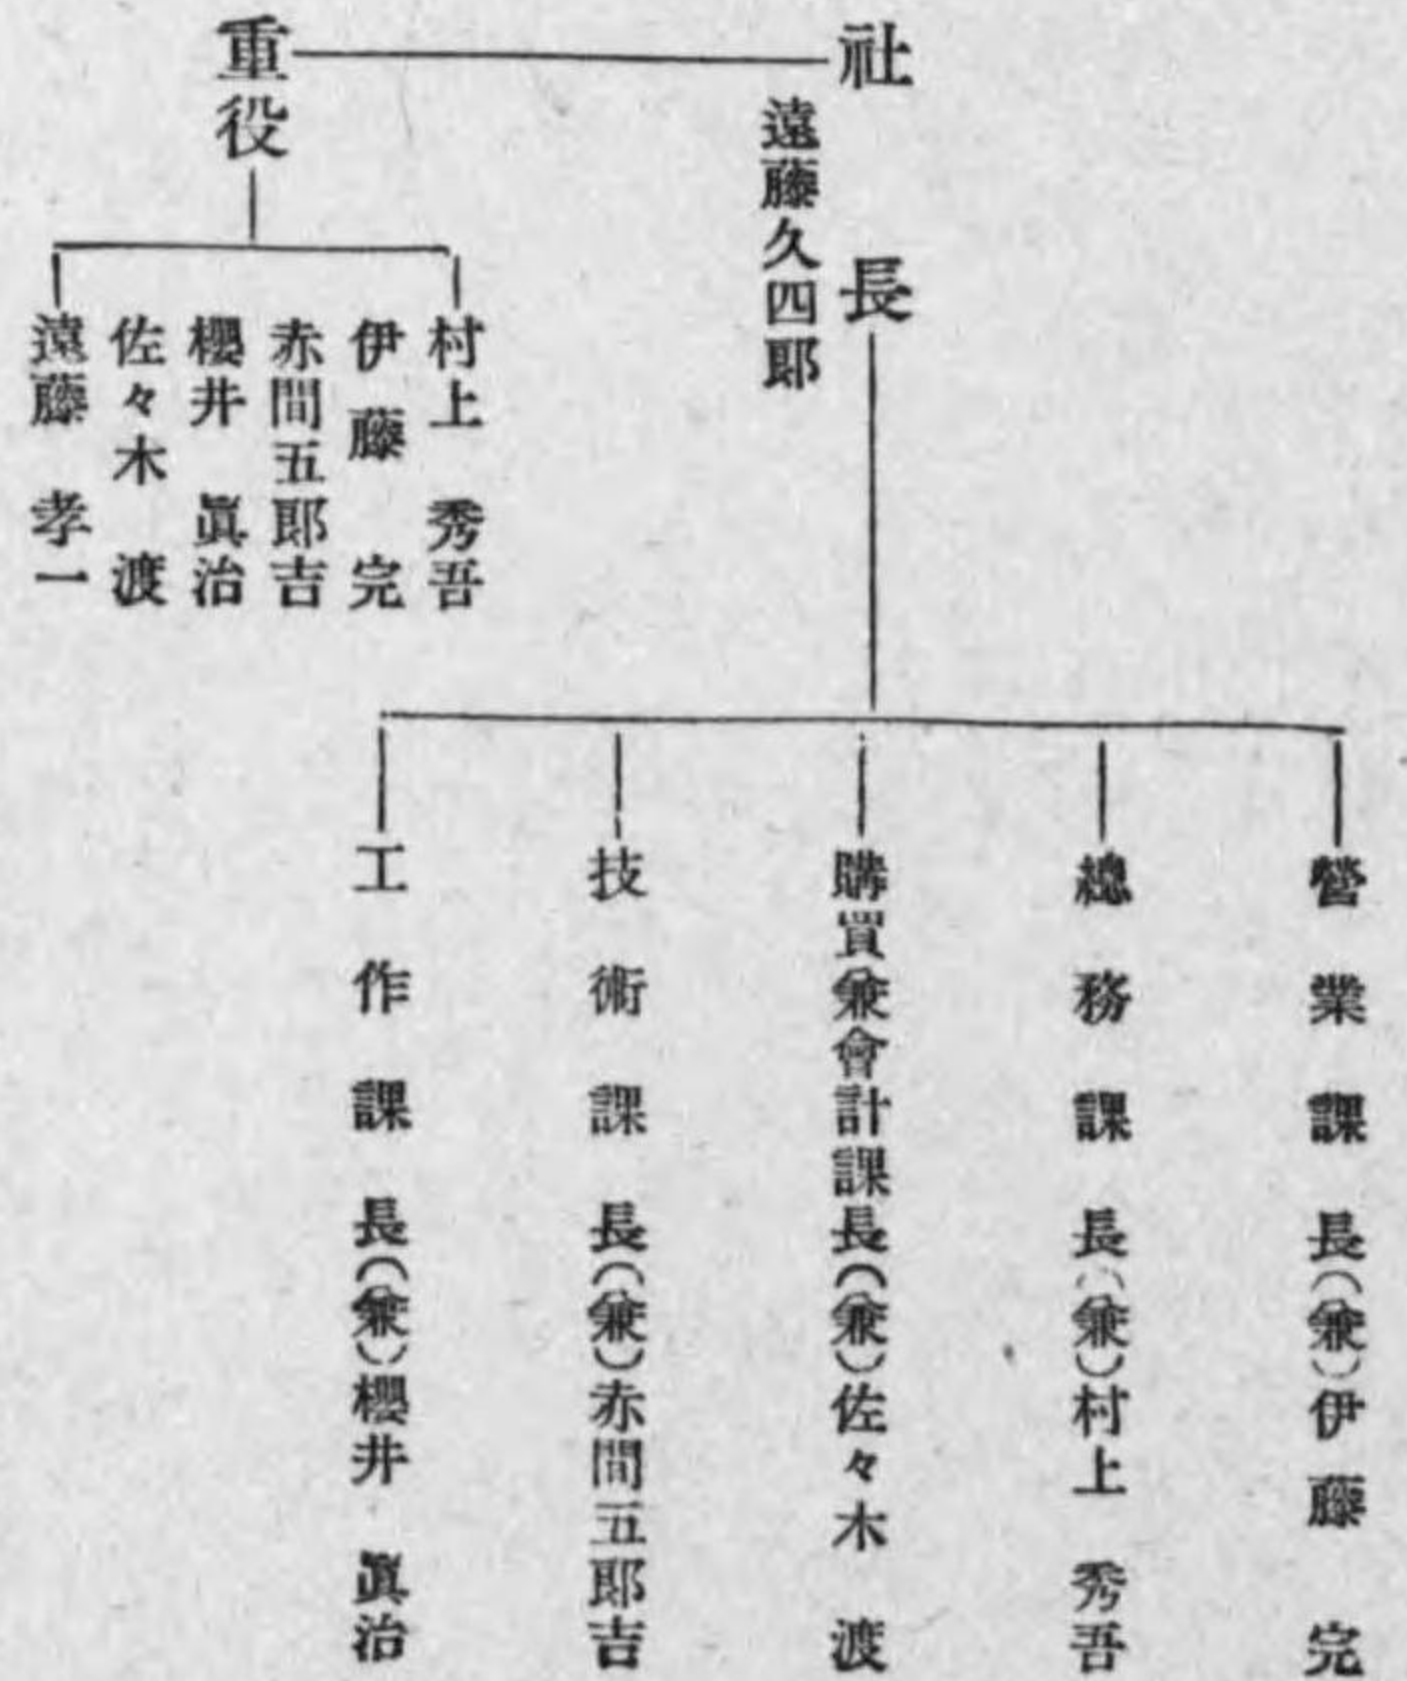 社長
遠藤久四郎
重役
村上秀吾
伊藤完
赤間五郎吉
櫻井眞治
佐々木渡
遠藤孝一
營業課長(兼)伊藤完
總務課長(兼)村上秀吾
購買兼會計課長(兼)佐々木渡
技術課長(兼)赤間五郎吉
工作課長(兼)櫻井眞治